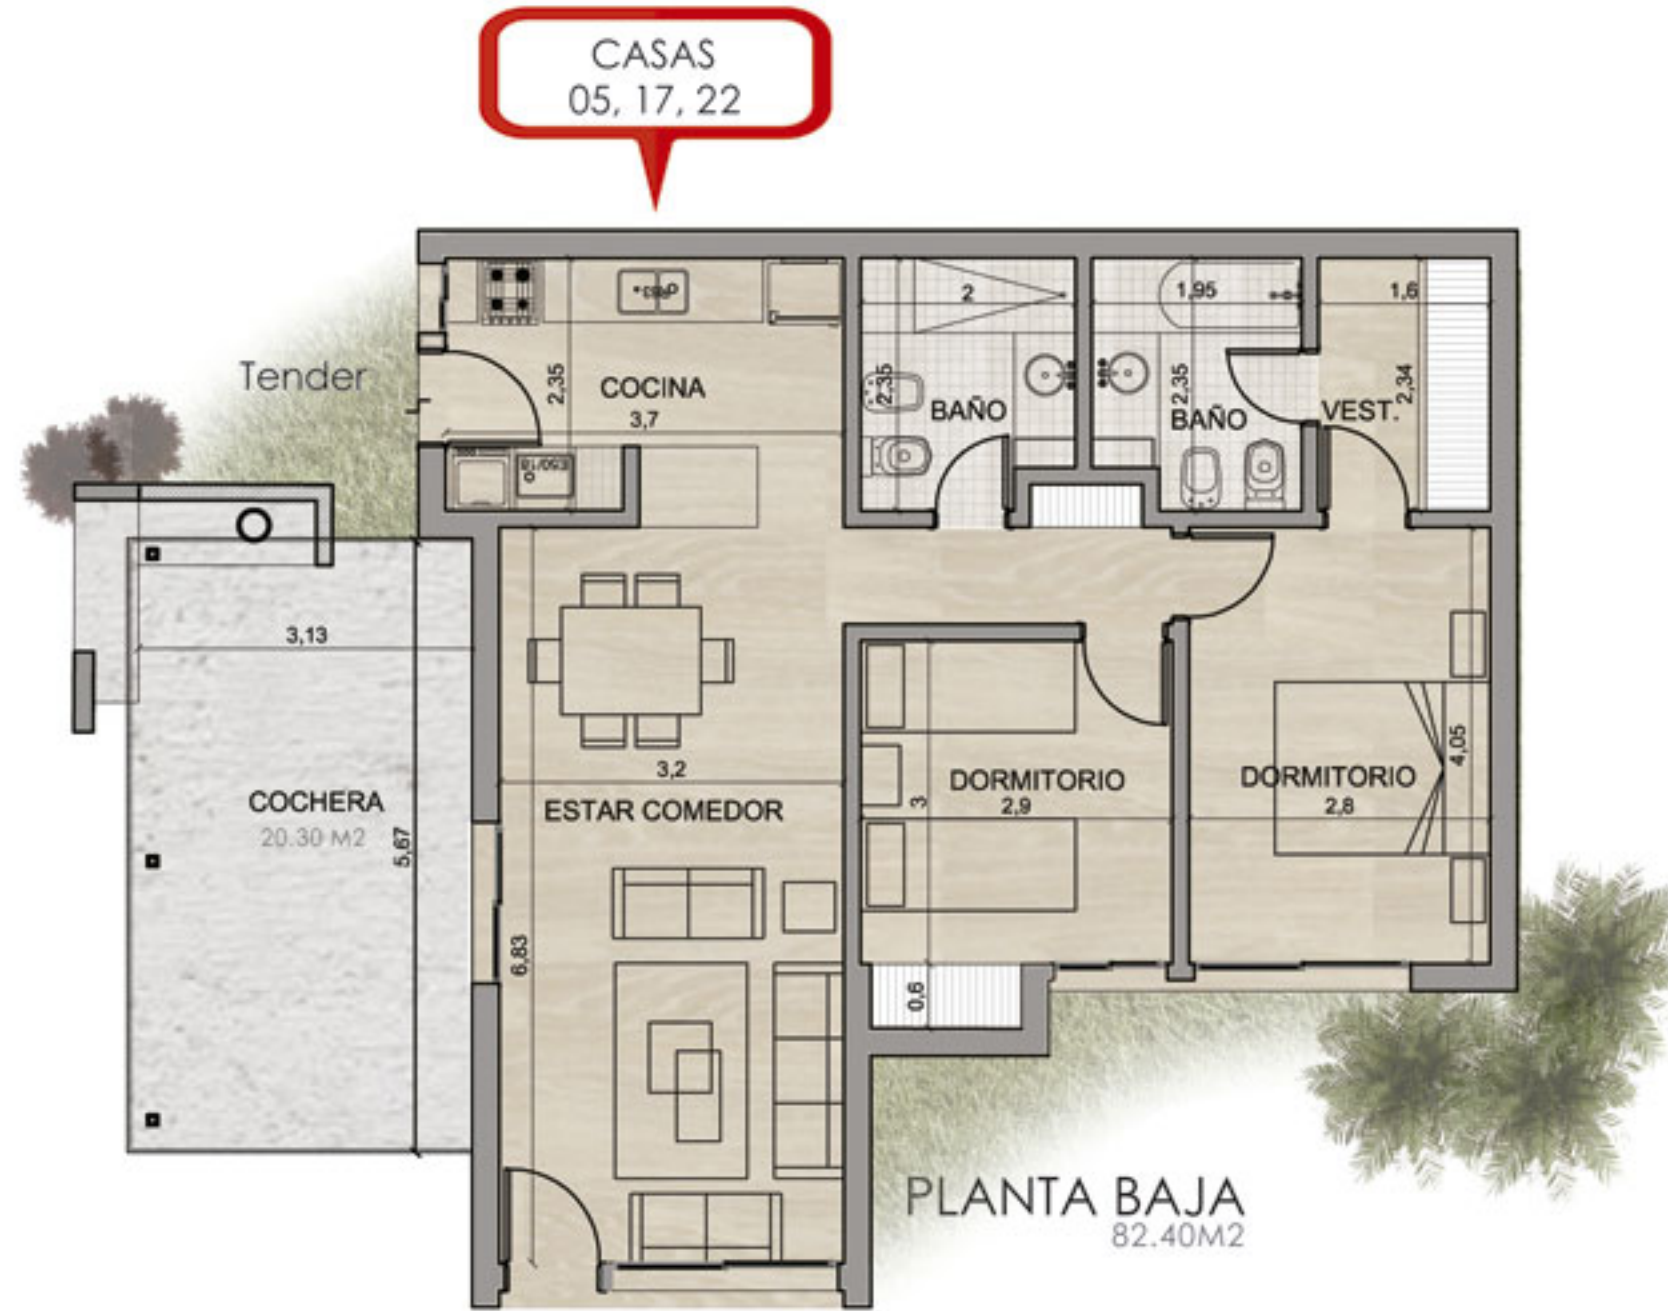 CASAS
05, 17, 22
Tender
COCINA
3,7
2,35
2
2,35
BAÑO
1,95
2,35
BAÑO
1,6
2,34
VEST.
E50/18
3,13
COCHERA
20.30 M2
5,67
3,2
ESTAR COMEDOR
6,83
DORMITORIO
2,9
3
0,6
DORMITORIO
2,8
4,05
PLANTA BAJA
82.40M2